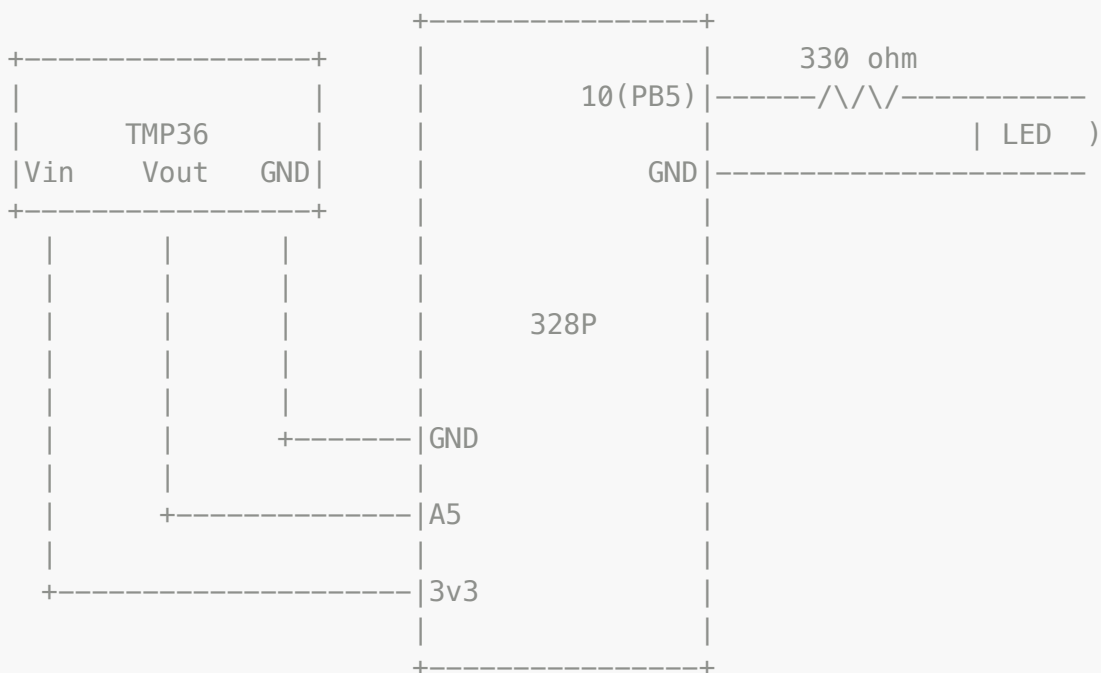 330 ohm
10(PB5)
TMP36
LED
Vin Vout GND
GND
328P
GND
A5
3v3